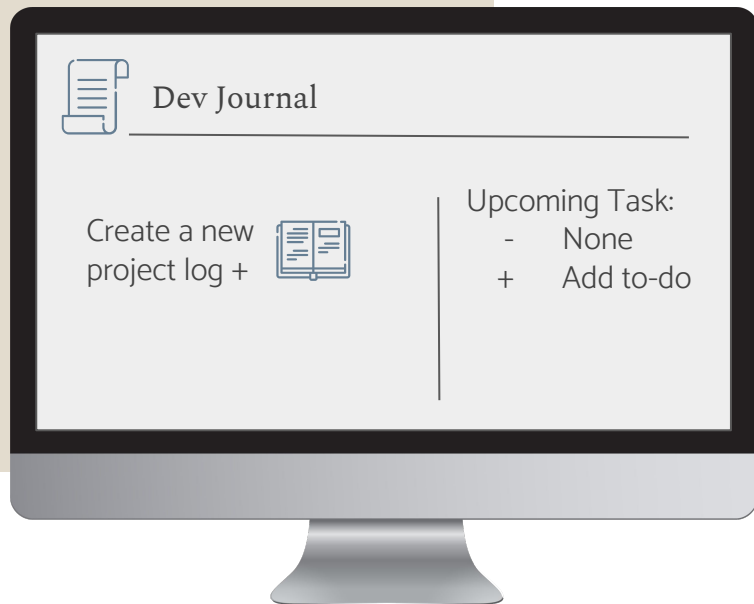 Dev Journal
Create a new
project log +
Upcoming Task:
- None
+ Add to-do